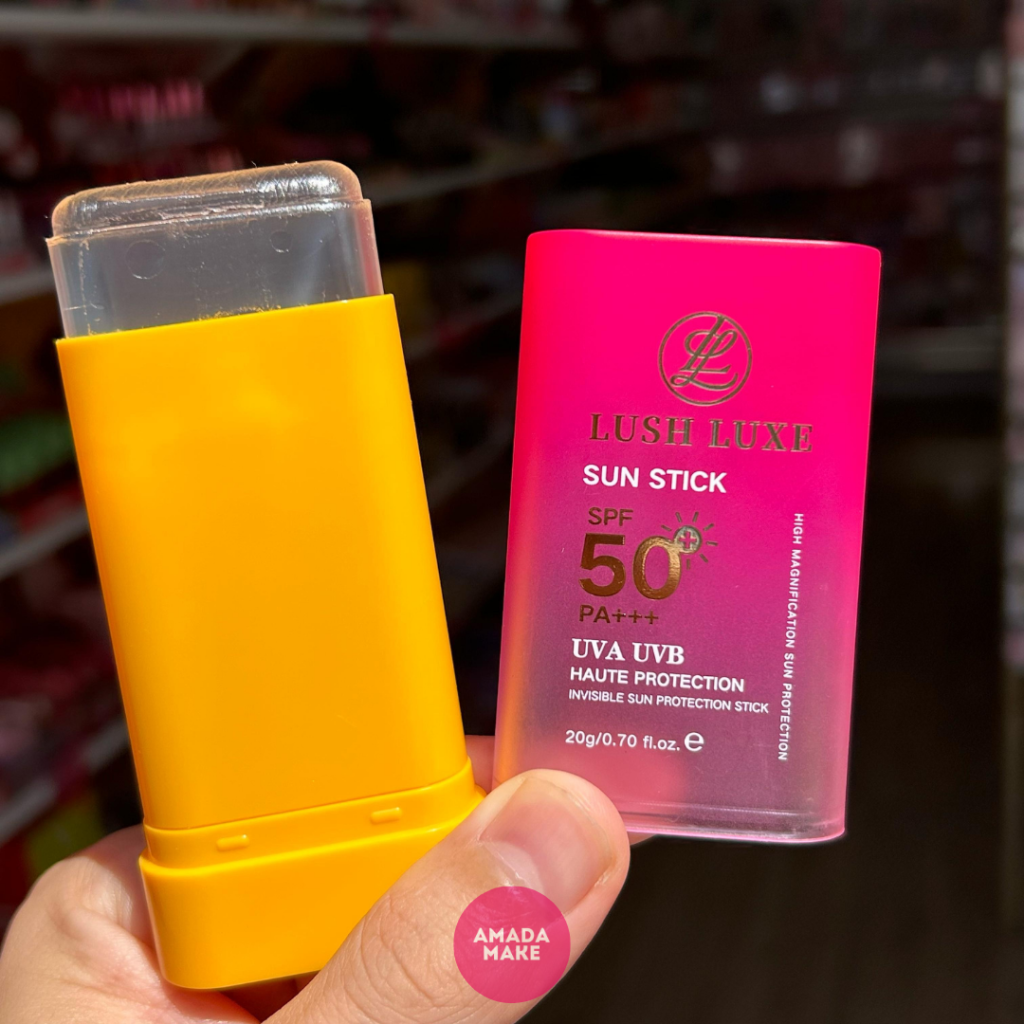 LL
LUSH LUXE
SUN STICK
SPF
50+
PA+++
UVA UVB
HAUTE PROTECTION
INVISIBLE SUN PROTECTION STICK
20g/0.70 fl.oz. e
HIGH MAGNIFICATION SUN PROTECTION
AMADA
MAKE